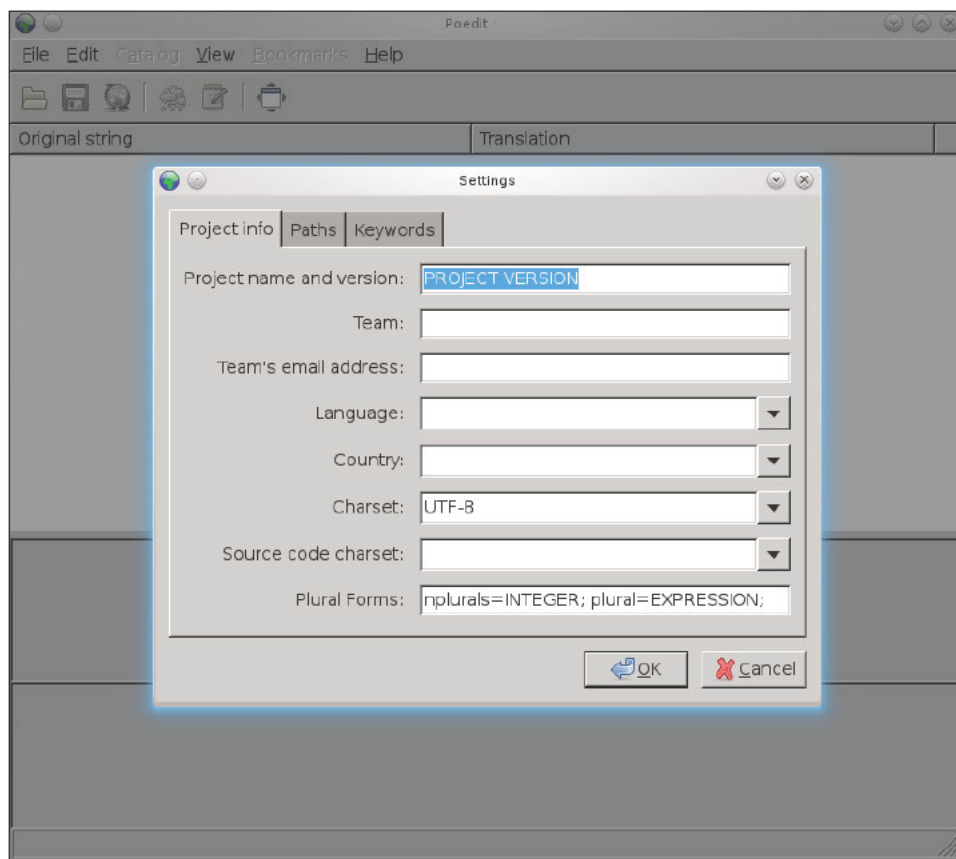 Poedit :
File Edit Catalog View Bookmarks Help
Original string Translation
Settings
Project info Paths Keywords
Project name and version: PROJECT VERSION
Team:
Team's email address:
Language:
Country:
Charset: UTF-8
Source code charset:
Plural Forms: nplurals=INTEGER; plural=EXPRESSION;
OK Cancel